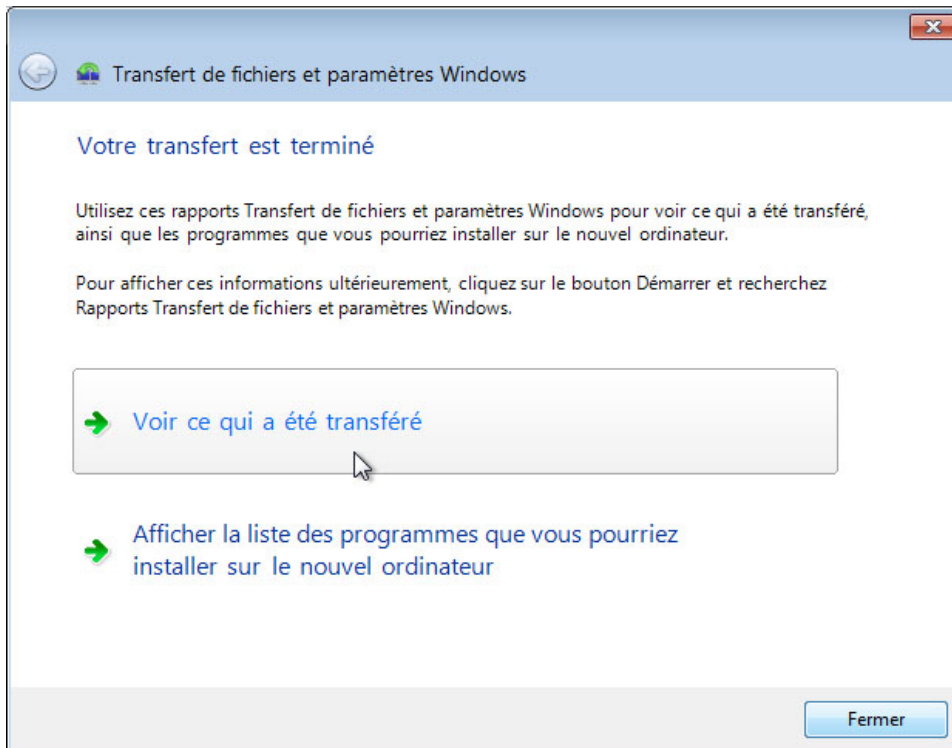 Transfert de fichiers et paramètres Windows
Votre transfert est terminé
Utilisez ces rapports Transfert de fichiers et paramètres Windows pour voir ce qui a été transféré,
ainsi que les programmes que vous pourriez installer sur le nouvel ordinateur.
Pour afficher ces informations ultérieurement, cliquez sur le bouton Démarrer et recherchez
Rapports Transfert de fichiers et paramètres Windows.
Voir ce qui a été transféré
Afficher la liste des programmes que vous pourriez
installer sur le nouvel ordinateur
Fermer